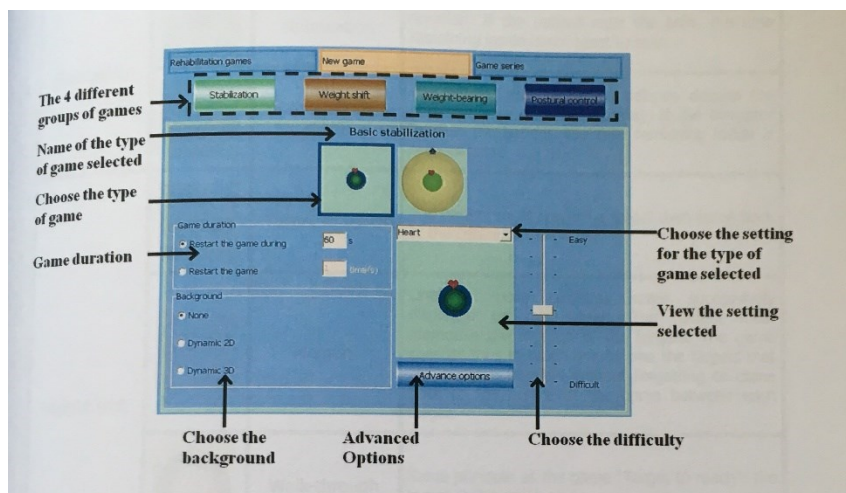 Rehabilitation games
New game
Game series
The 4 different
groups of games
Stabilization
Weight shift
Weight-bearing
Postural control
Name of the type
of game selected
Basic stabilization
Choose the type
of game
Game duration
Game duration
Restart the game during
60 s
Restart the game
time(s)
Heart
Easy
Choose the setting
for the type of
game selected
Background
None
Dynamic 2D
Dynamic 3D
View the setting
selected
Advance options
Difficult
Choose the
background
Advanced
Options
Choose the difficulty